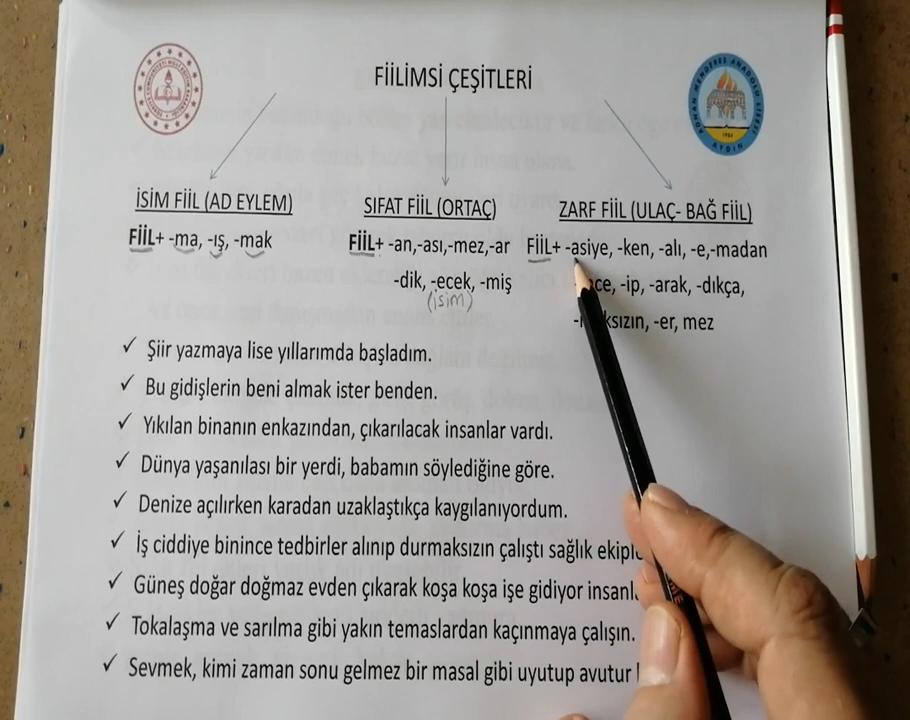 FİİLİMSİ ÇEŞİTLERİ
İSİM FİİL (AD EYLEM)
FİİL+ -ma, -ış, -mak
SIFAT FİİL (ORTAÇ)
FİİL+ -an,-ası,-mez,-ar
-dik, -ecek, -miş
(isim)
ZARF FİİL (ULAÇ- BAĞ FİİL)
FİİL+ -asiye, -ken, -alı, -e,-madan
-ip, -arak, -dıkça,
-er, mez
✓ Şiir yazmaya lise yıllarımda başladım.
✓ Bu gidişlerin beni almak ister benden.
✓ Yıkılan binanın enkazından, çıkarılacak insanlar vardı.
✓ Dünya yaşanılası bir yerdi, babamın söylediğine göre.
✓ Denize açılırken karadan uzaklaştıkça kaygılanıyordum.
✓ İş ciddiye binince tedbirler alınıp durmaksızın çalıştı sağlık
✓ Güneş doğar doğmaz evden çıkarak koşa koşa işe gidiyor
✓ Tokalaşma ve sarılma gibi yakın temaslardan kaçınmaya çalışın.
✓ Sevmek, kimi zaman sonu gelmez bir masal gibi uyutup avutur